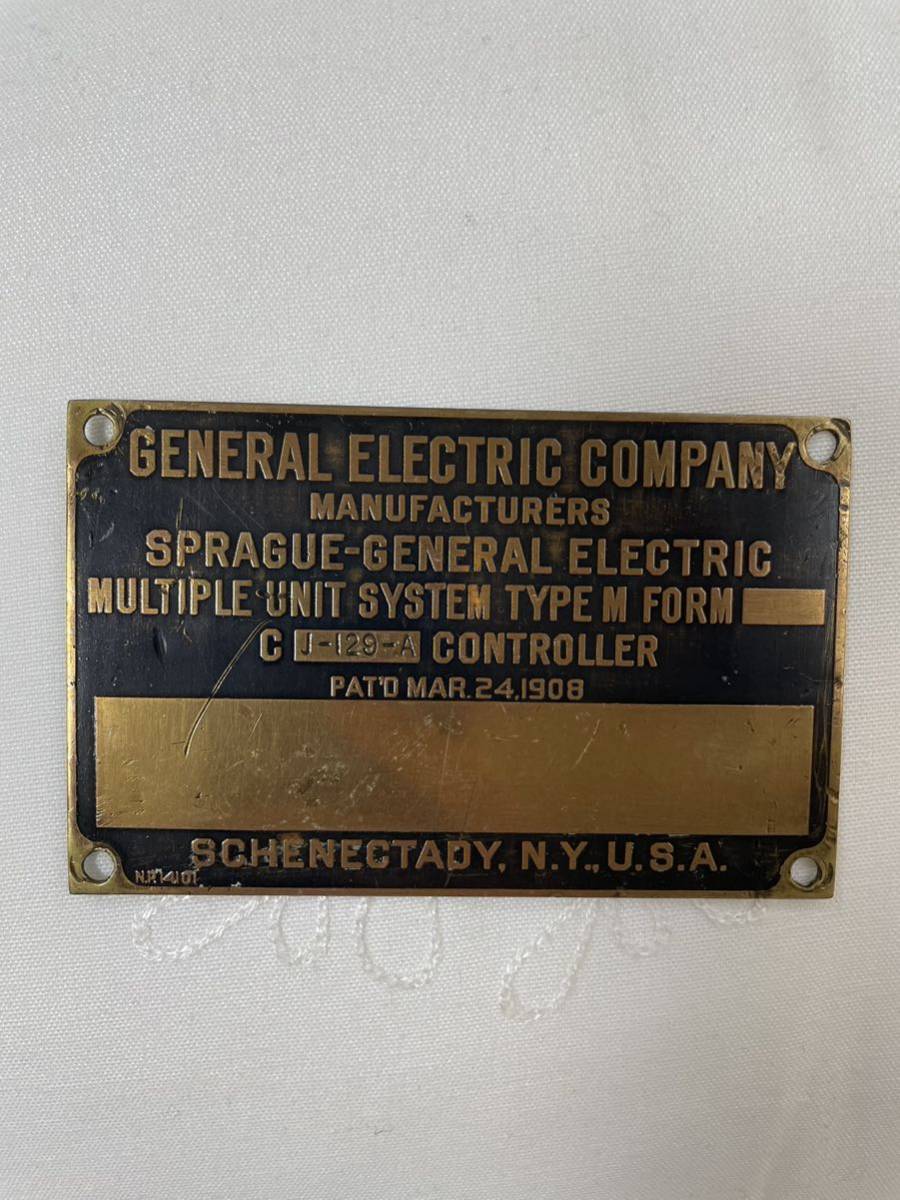 GENERAL ELECTRIC COMPANY
MANUFACTURERS
SPRAGUE-GENERAL ELECTRIC
MULTIPLE UNIT SYSTEM TYPE M FORM
C J-129-A CONTROLLER
PAT'D MAR. 24, 1908
SCHENECTADY, N.Y., U.S.A.
N.P.